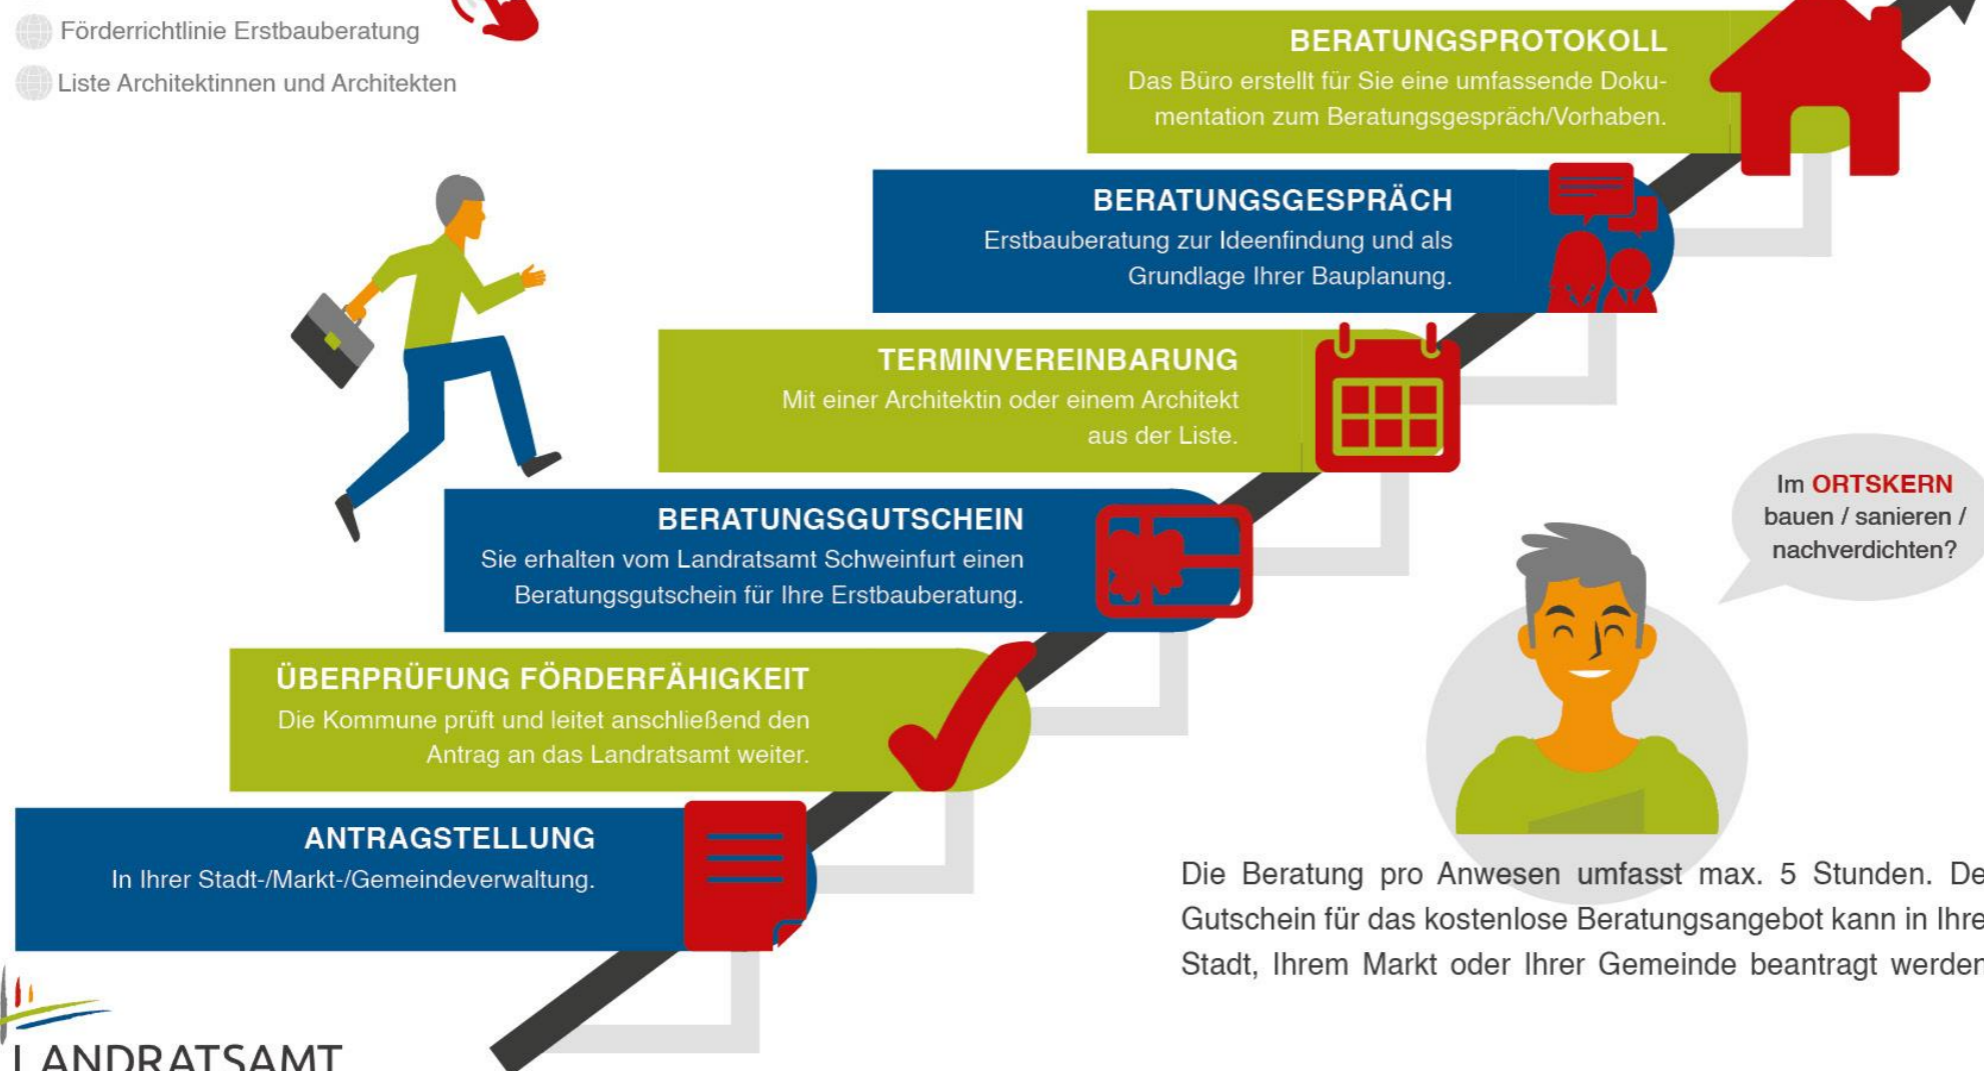 Förderrichtlinie Erstbauberatung
Liste Architektinnen und Architekten
BERATUNGSPROTOKOLL
Das Büro erstellt für Sie eine umfassende Doku-
mentation zum Beratungsgespräch/Vorhaben.
BERATUNGSGESPRÄCH
Erstbauberatung zur Ideenfindung und als
Grundlage Ihrer Bauplanung.
TERMINVEREINBARUNG
Mit einer Architektin oder einem Architekt
aus der Liste.
BERATUNGSGUTSCHEIN
Sie erhalten vom Landratsamt Schweinfurt einen
Beratungsgutschein für Ihre Erstbauberatung.
ÜBERPRÜFUNG FÖRDERFÄHIGKEIT
Die Kommune prüft und leitet anschließend den
Antrag an das Landratsamt weiter.
ANTRAGSTELLUNG
In Ihrer Stadt-/Markt-/Gemeindeverwaltung.
Im ORTSKERN
bauen / sanieren /
nachverdichten?
Die Beratung pro Anwesen umfasst max. 5 Stunden. De
Gutschein für das kostenlose Beratungsangebot kann in Ihre
Stadt, Ihrem Markt oder Ihrer Gemeinde beantragt werden
LANDRATSAMT